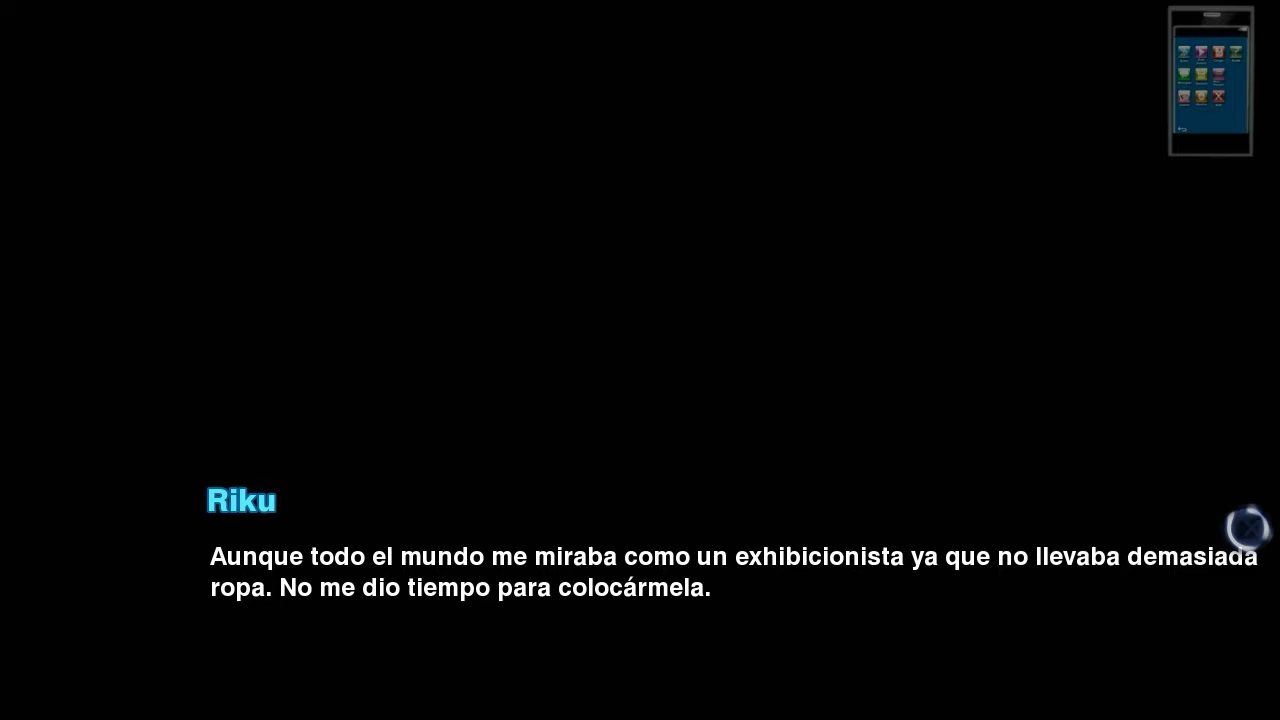 Riku
Aunque todo el mundo me miraba como un exhibicionista ya que no llevaba demasiada
ropa. No me dio tiempo para colocármela.